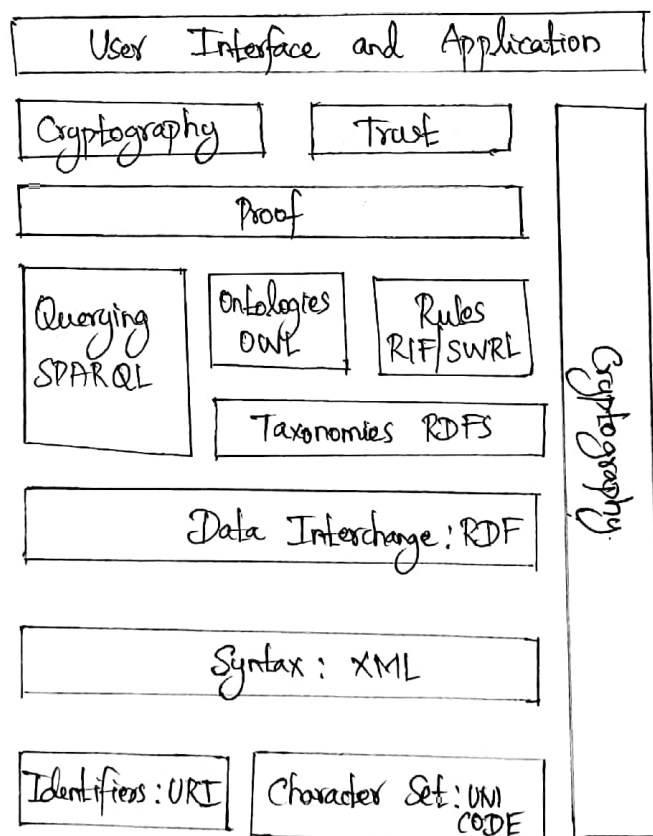 User Interface and Application
Cryptography
Trust
Proof
Querying
SPARQL
Ontologies
OWL
Rules
RIF/SWRL
Taxonomies RDFS
Data Interchange: RDF
Syntax: XML
Identifiers: URI
Character Set: UNI
CODE
Cryptography.